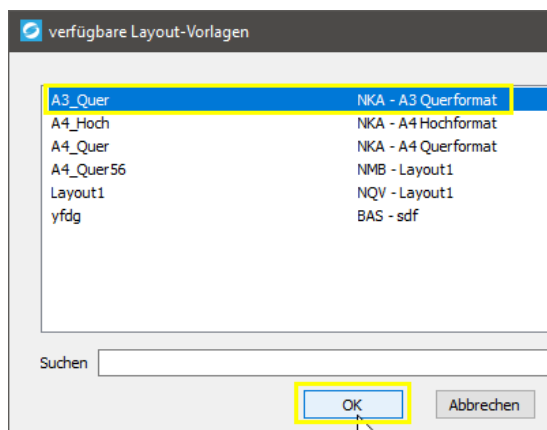 verfügbare Layout-Vorlagen
A3_Quer NKA - A3 Querformat
A4_Hoch NKA - A4 Hochformat
A4_Quer NKA - A4 Querformat
A4_Quer56 NMB - Layout1
Layout1 NQV - Layout1
yfdg BAS - sdf
Suchen
OK Abbrechen